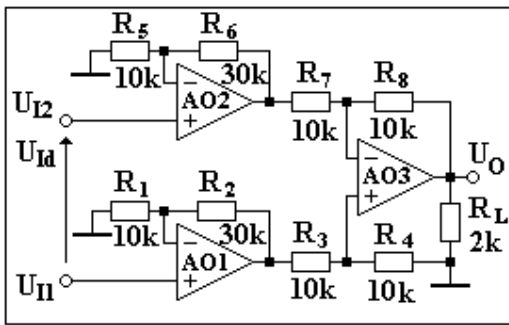 R5 R6
10k 30k R7 R8
UI2 − AO2 + 10k 10k
UId UO
R1 R2 − AO3 +
10k 30k R3 R4 RL
− AO1 + 2k
UI1 10k 10k